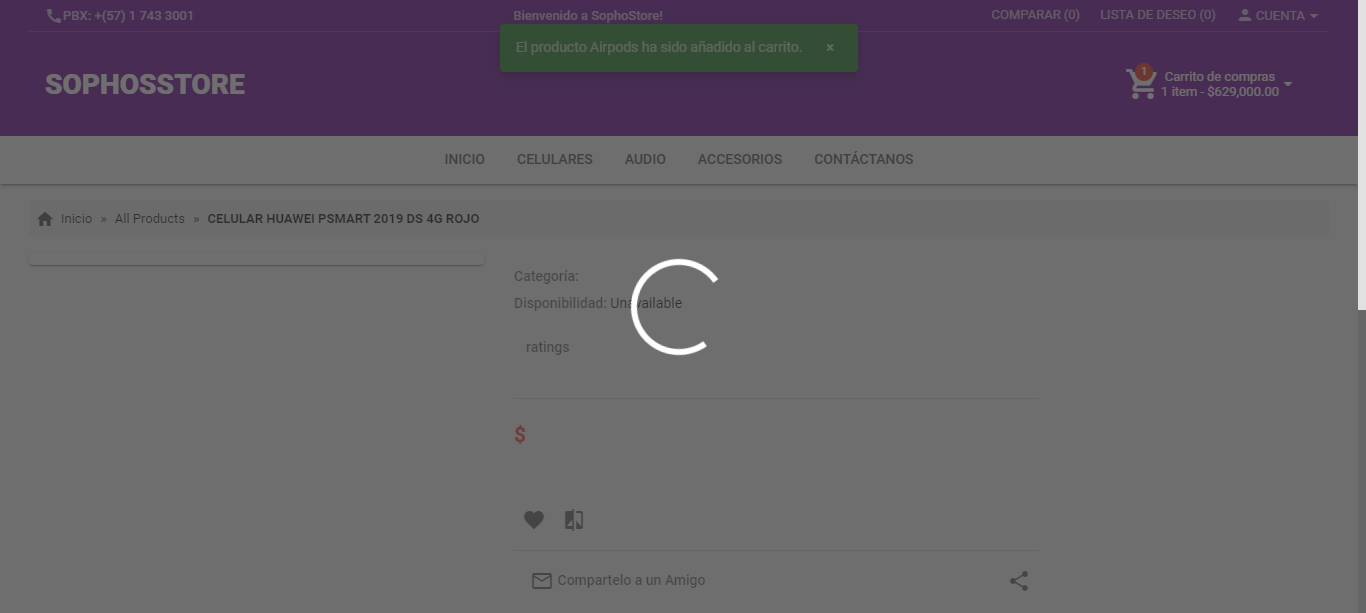 PBX: +(57) 1 743 3001
Bienvenido a SophoStore!
COMPARAR (0)
LISTA DE DESEO (0)
CUENTA
El producto Airpods ha sido añadido al carrito. ×
SOPHOSSTORE
1
Carrito de compras
1 item - $629,000.00
INICIO
CELULARES
AUDIO
ACCESORIOS
CONTÁCTANOS
Inicio » All Products » CELULAR HUAWEI PSMART 2019 DS 4G ROJO
Categoría:
Disponibilidad: Unavailable
ratings
$
Compartelo a un Amigo